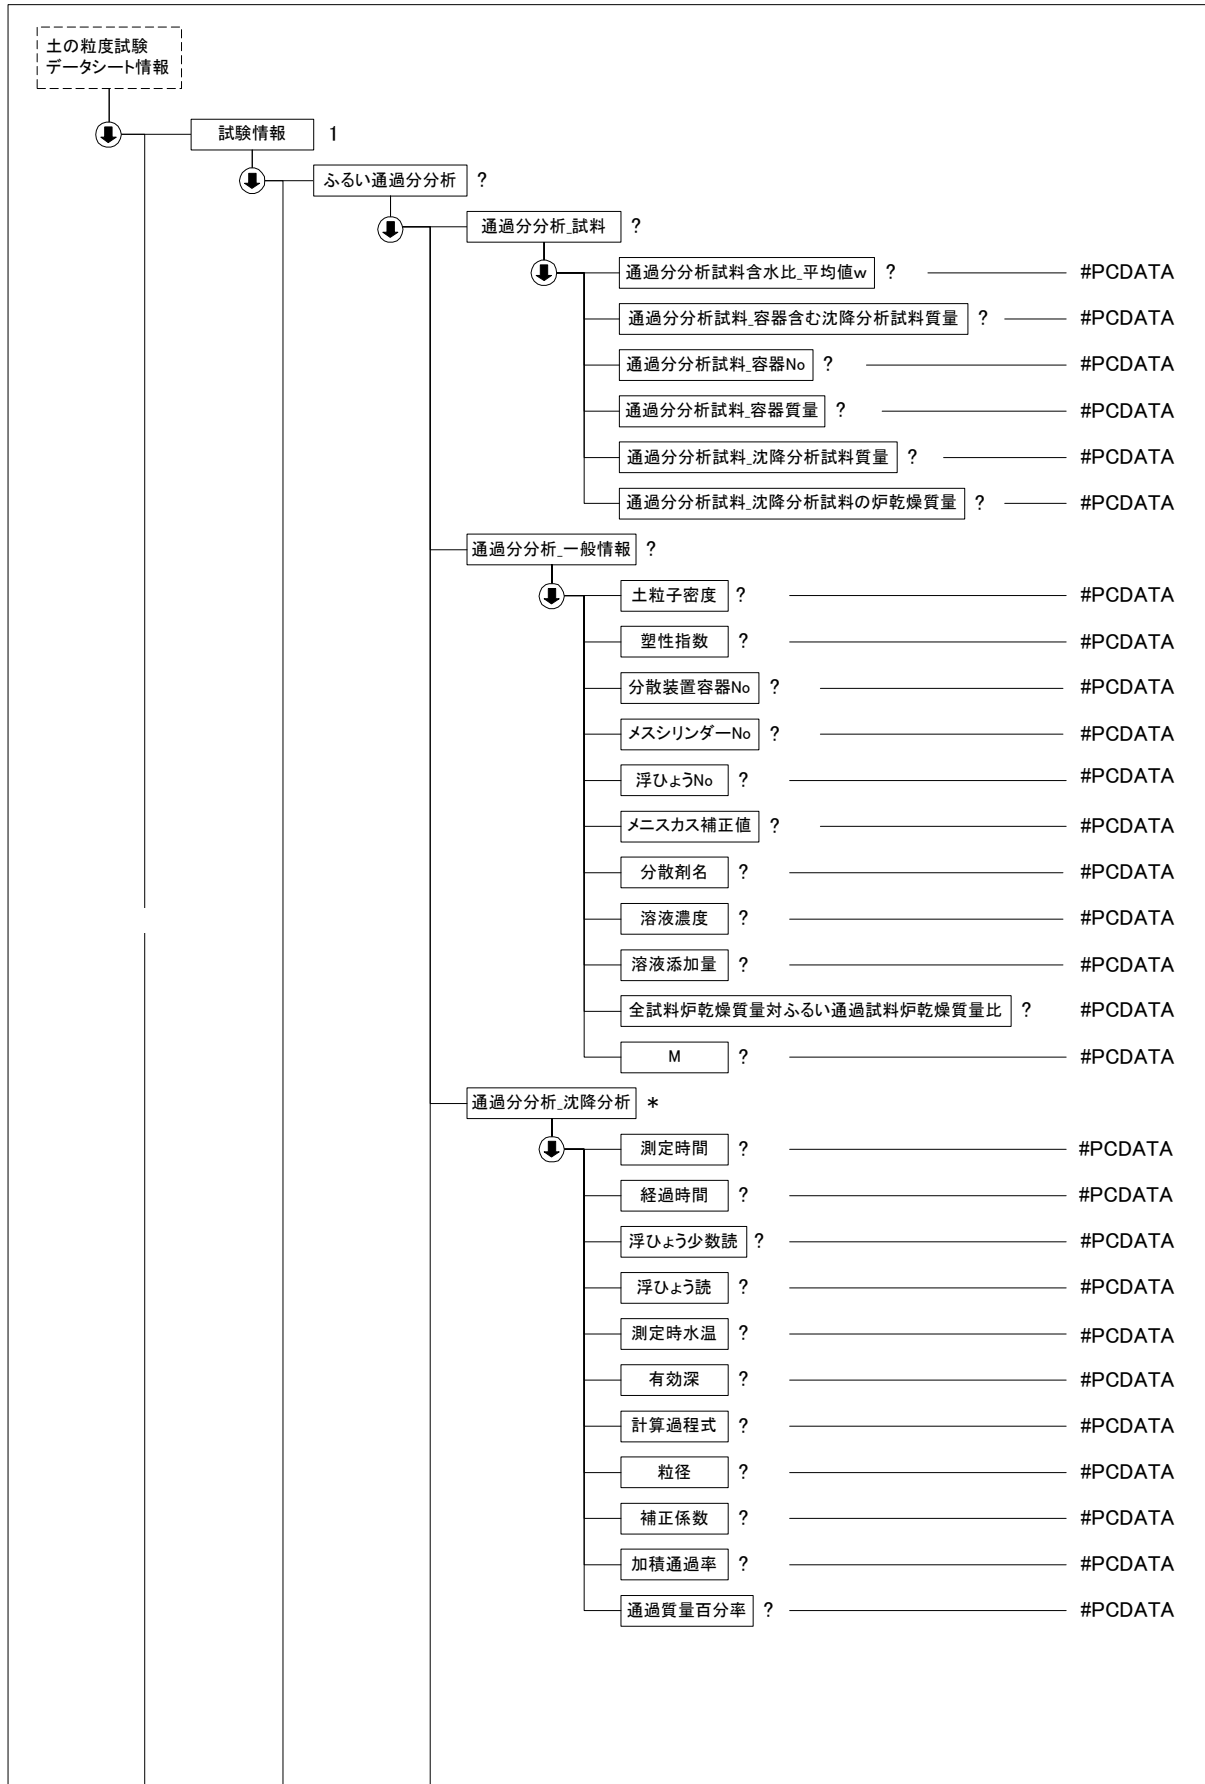 土の粒度試験
データシート情報
試験情報 1
ふるい通過分分析 ?
通過分分析_試料 ?
通過分分析試料含水比_平均値w ? #PCDATA
通過分分析試料_容器含む沈降分析試料質量 ? #PCDATA
通過分分析試料_容器No ? #PCDATA
通過分分析試料_容器質量 ? #PCDATA
通過分分析試料_沈降分析試料質量 ? #PCDATA
通過分分析試料_沈降分析試料の炉乾燥質量 ? #PCDATA
通過分分析_一般情報 ?
土粒子密度 ? #PCDATA
塑性指数 ? #PCDATA
分散装置容器No ? #PCDATA
メスシリンダーNo ? #PCDATA
浮ひょうNo ? #PCDATA
メニスカス補正値 ? #PCDATA
分散剤名 ? #PCDATA
溶液濃度 ? #PCDATA
溶液添加量 ? #PCDATA
全試料炉乾燥質量対ふるい通過試料炉乾燥質量比 ? #PCDATA
M ? #PCDATA
通過分分析_沈降分析 *
測定時間 ? #PCDATA
経過時間 ? #PCDATA
浮ひょう少数読 ? #PCDATA
浮ひょう読 ? #PCDATA
測定時水温 ? #PCDATA
有効深 ? #PCDATA
計算過程式 ? #PCDATA
粒径 ? #PCDATA
補正係数 ? #PCDATA
加積通過率 ? #PCDATA
通過質量百分率 ? #PCDATA